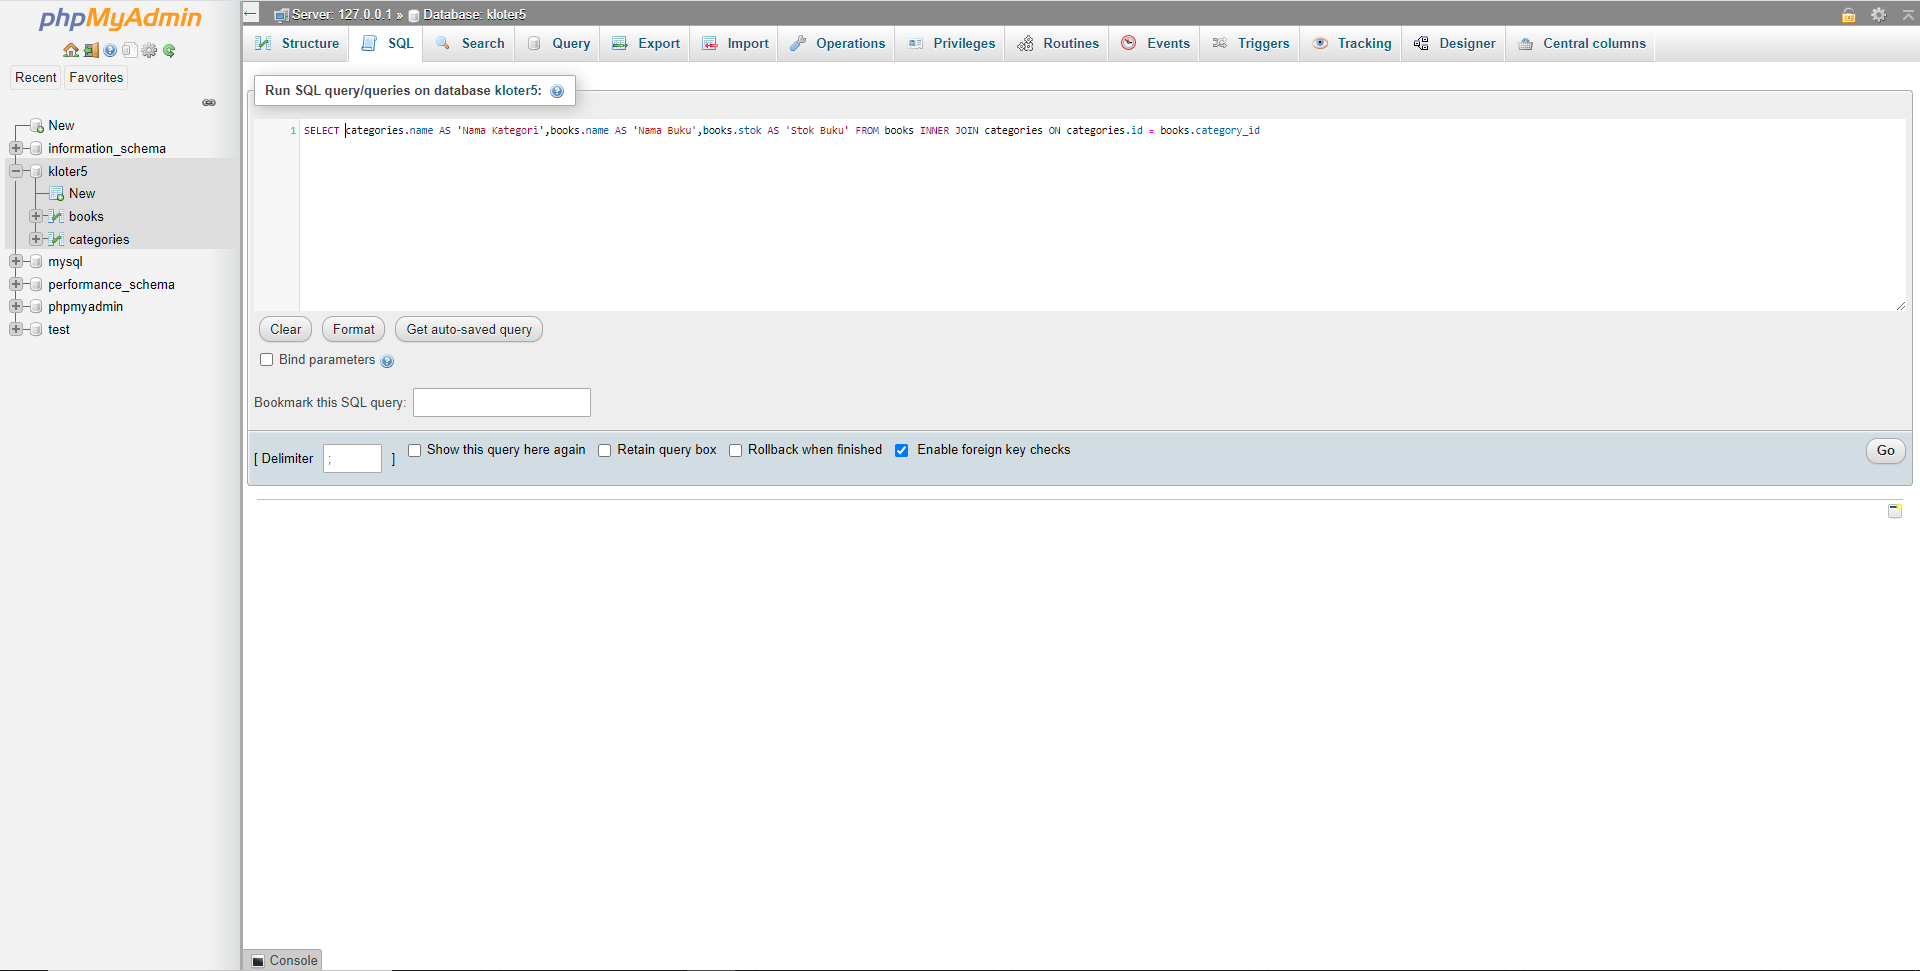 phpMyAdmin
Recent Favorites
New
information_schema
kloter5
New
books
categories
mysql
performance_schema
phpmyadmin
test
Server: 127.0.0.1 » Database: kloter5
Structure SQL Search Query Export Import Operations Privileges Routines Events Triggers Tracking Designer Central columns
Run SQL query/queries on database kloter5:
1 SELECT categories.name AS 'Nama Kategori',books.name AS 'Nama Buku',books.stok AS 'Stok Buku' FROM books INNER JOIN categories ON categories.id = books.category_id
Clear Format Get auto-saved query
Bind parameters
Bookmark this SQL query:
[ Delimiter ; ] Show this query here again Retain query box Rollback when finished Enable foreign key checks Go
Console